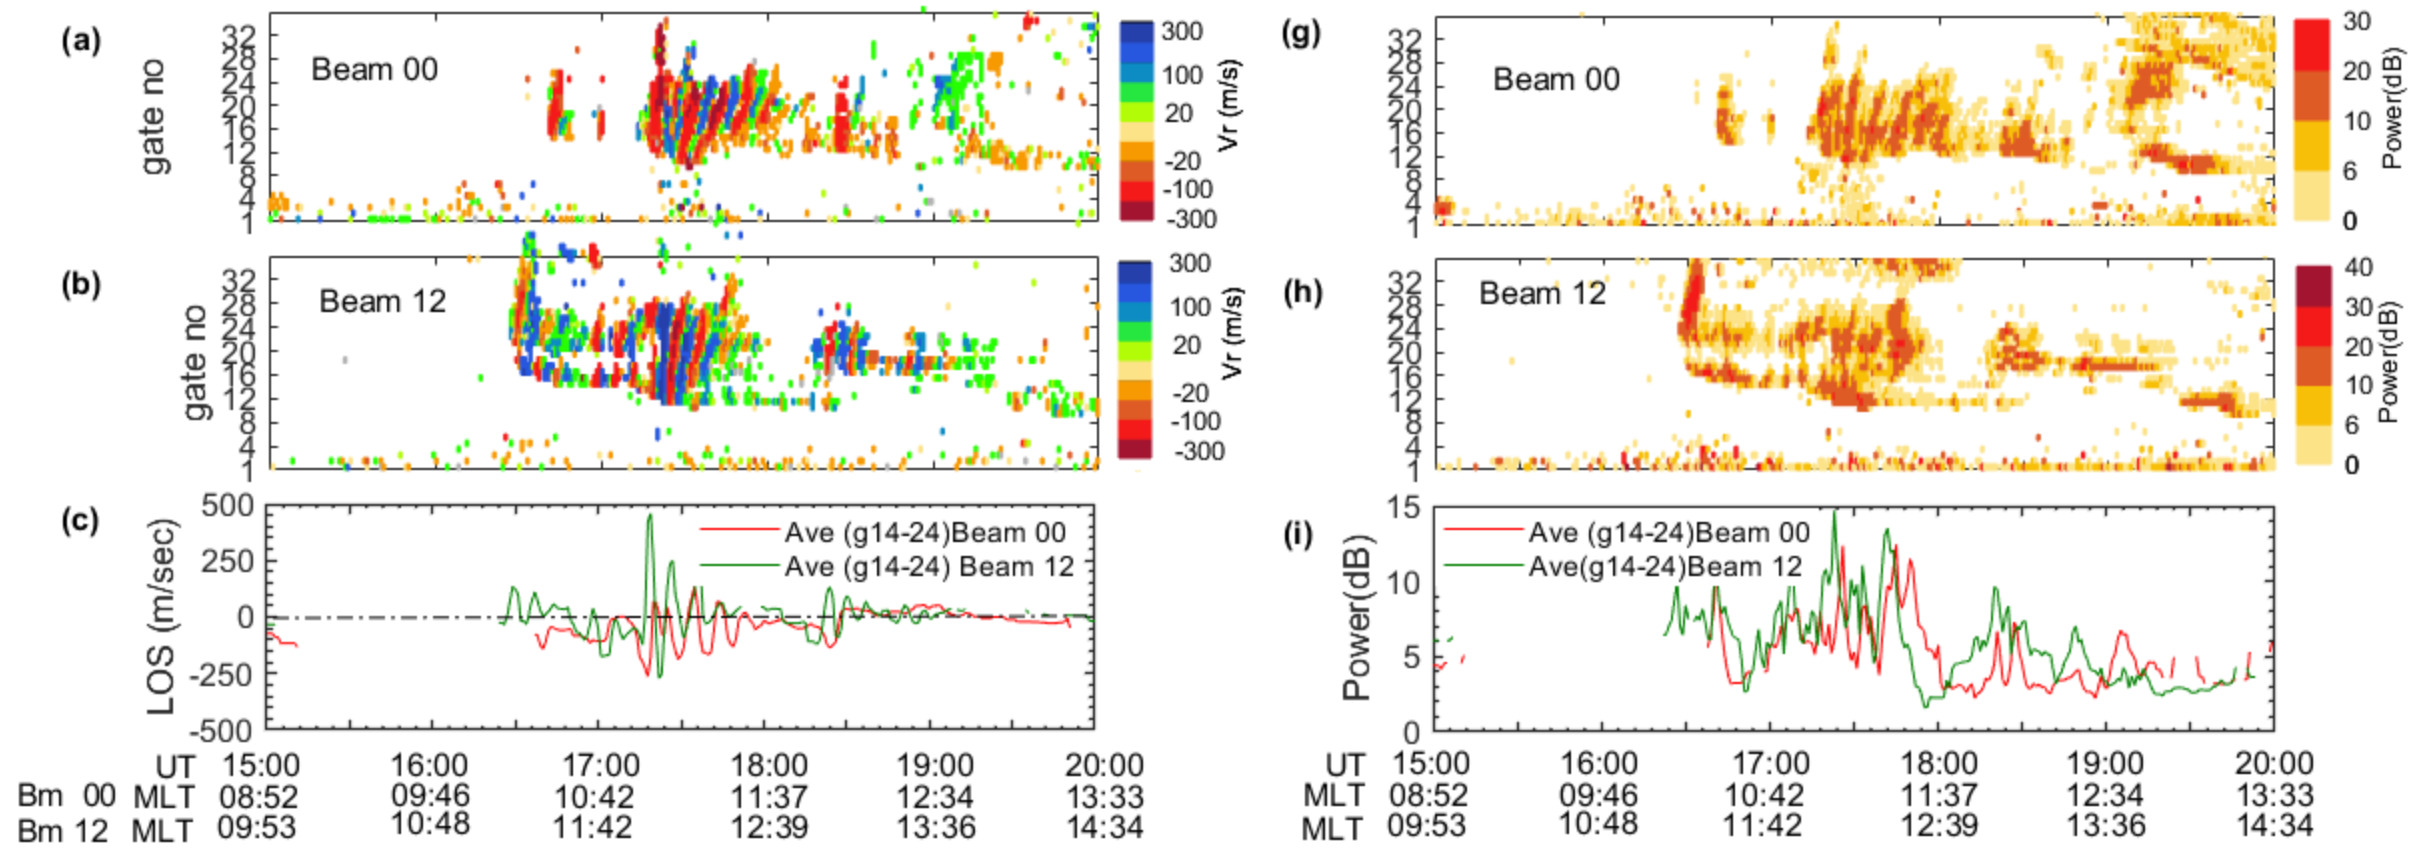 (a)
gate no
32
28
24
20
16
12
8
4
1
Beam 00
300
100
20
-20
-100
-300
Vr (m/s)
(b)
gate no
32
28
24
20
16
12
8
4
1
Beam 12
300
100
20
-20
-100
-300
Vr (m/s)
(c)
LOS (m/sec)
500
250
0
-250
-500
Ave (g14-24)Beam 00
Ave (g14-24) Beam 12
UT 15:00 16:00 17:00 18:00 19:00 20:00
Bm 00 MLT 08:52 09:46 10:42 11:37 12:34 13:33
Bm 12 MLT 09:53 10:48 11:42 12:39 13:36 14:34
(g)
32
28
24
20
16
12
8
4
1
Beam 00
30
20
10
6
0
Power(dB)
(h)
32
28
24
20
16
12
8
4
1
Beam 12
40
30
20
10
6
0
Power(dB)
(i)
Power(dB)
15
10
5
0
Ave (g14-24)Beam 00
Ave(g14-24)Beam 12
UT 15:00 16:00 17:00 18:00 19:00 20:00
MLT 08:52 09:46 10:42 11:37 12:34 13:33
MLT 09:53 10:48 11:42 12:39 13:36 14:34